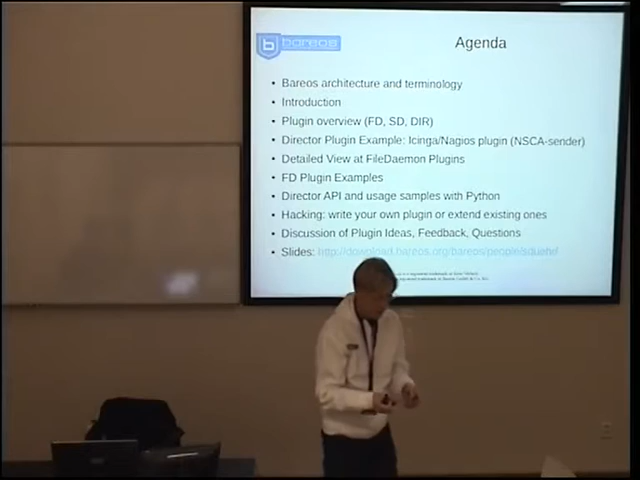 bareos
Agenda
• Bareos architecture and terminology
• Introduction
• Plugin overview (FD, SD, DIR)
• Director Plugin Example: Icinga/Nagios plugin (NSCA-sender)
• Detailed View at FileDaemon Plugins
• FD Plugin Examples
• Director API and usage samples with Python
• Hacking: write your own plugin or extend existing ones
• Discussion of Plugin Ideas, Feedback, Questions
• Slides: http://download.bareos.org/bareos/people/sduehr/